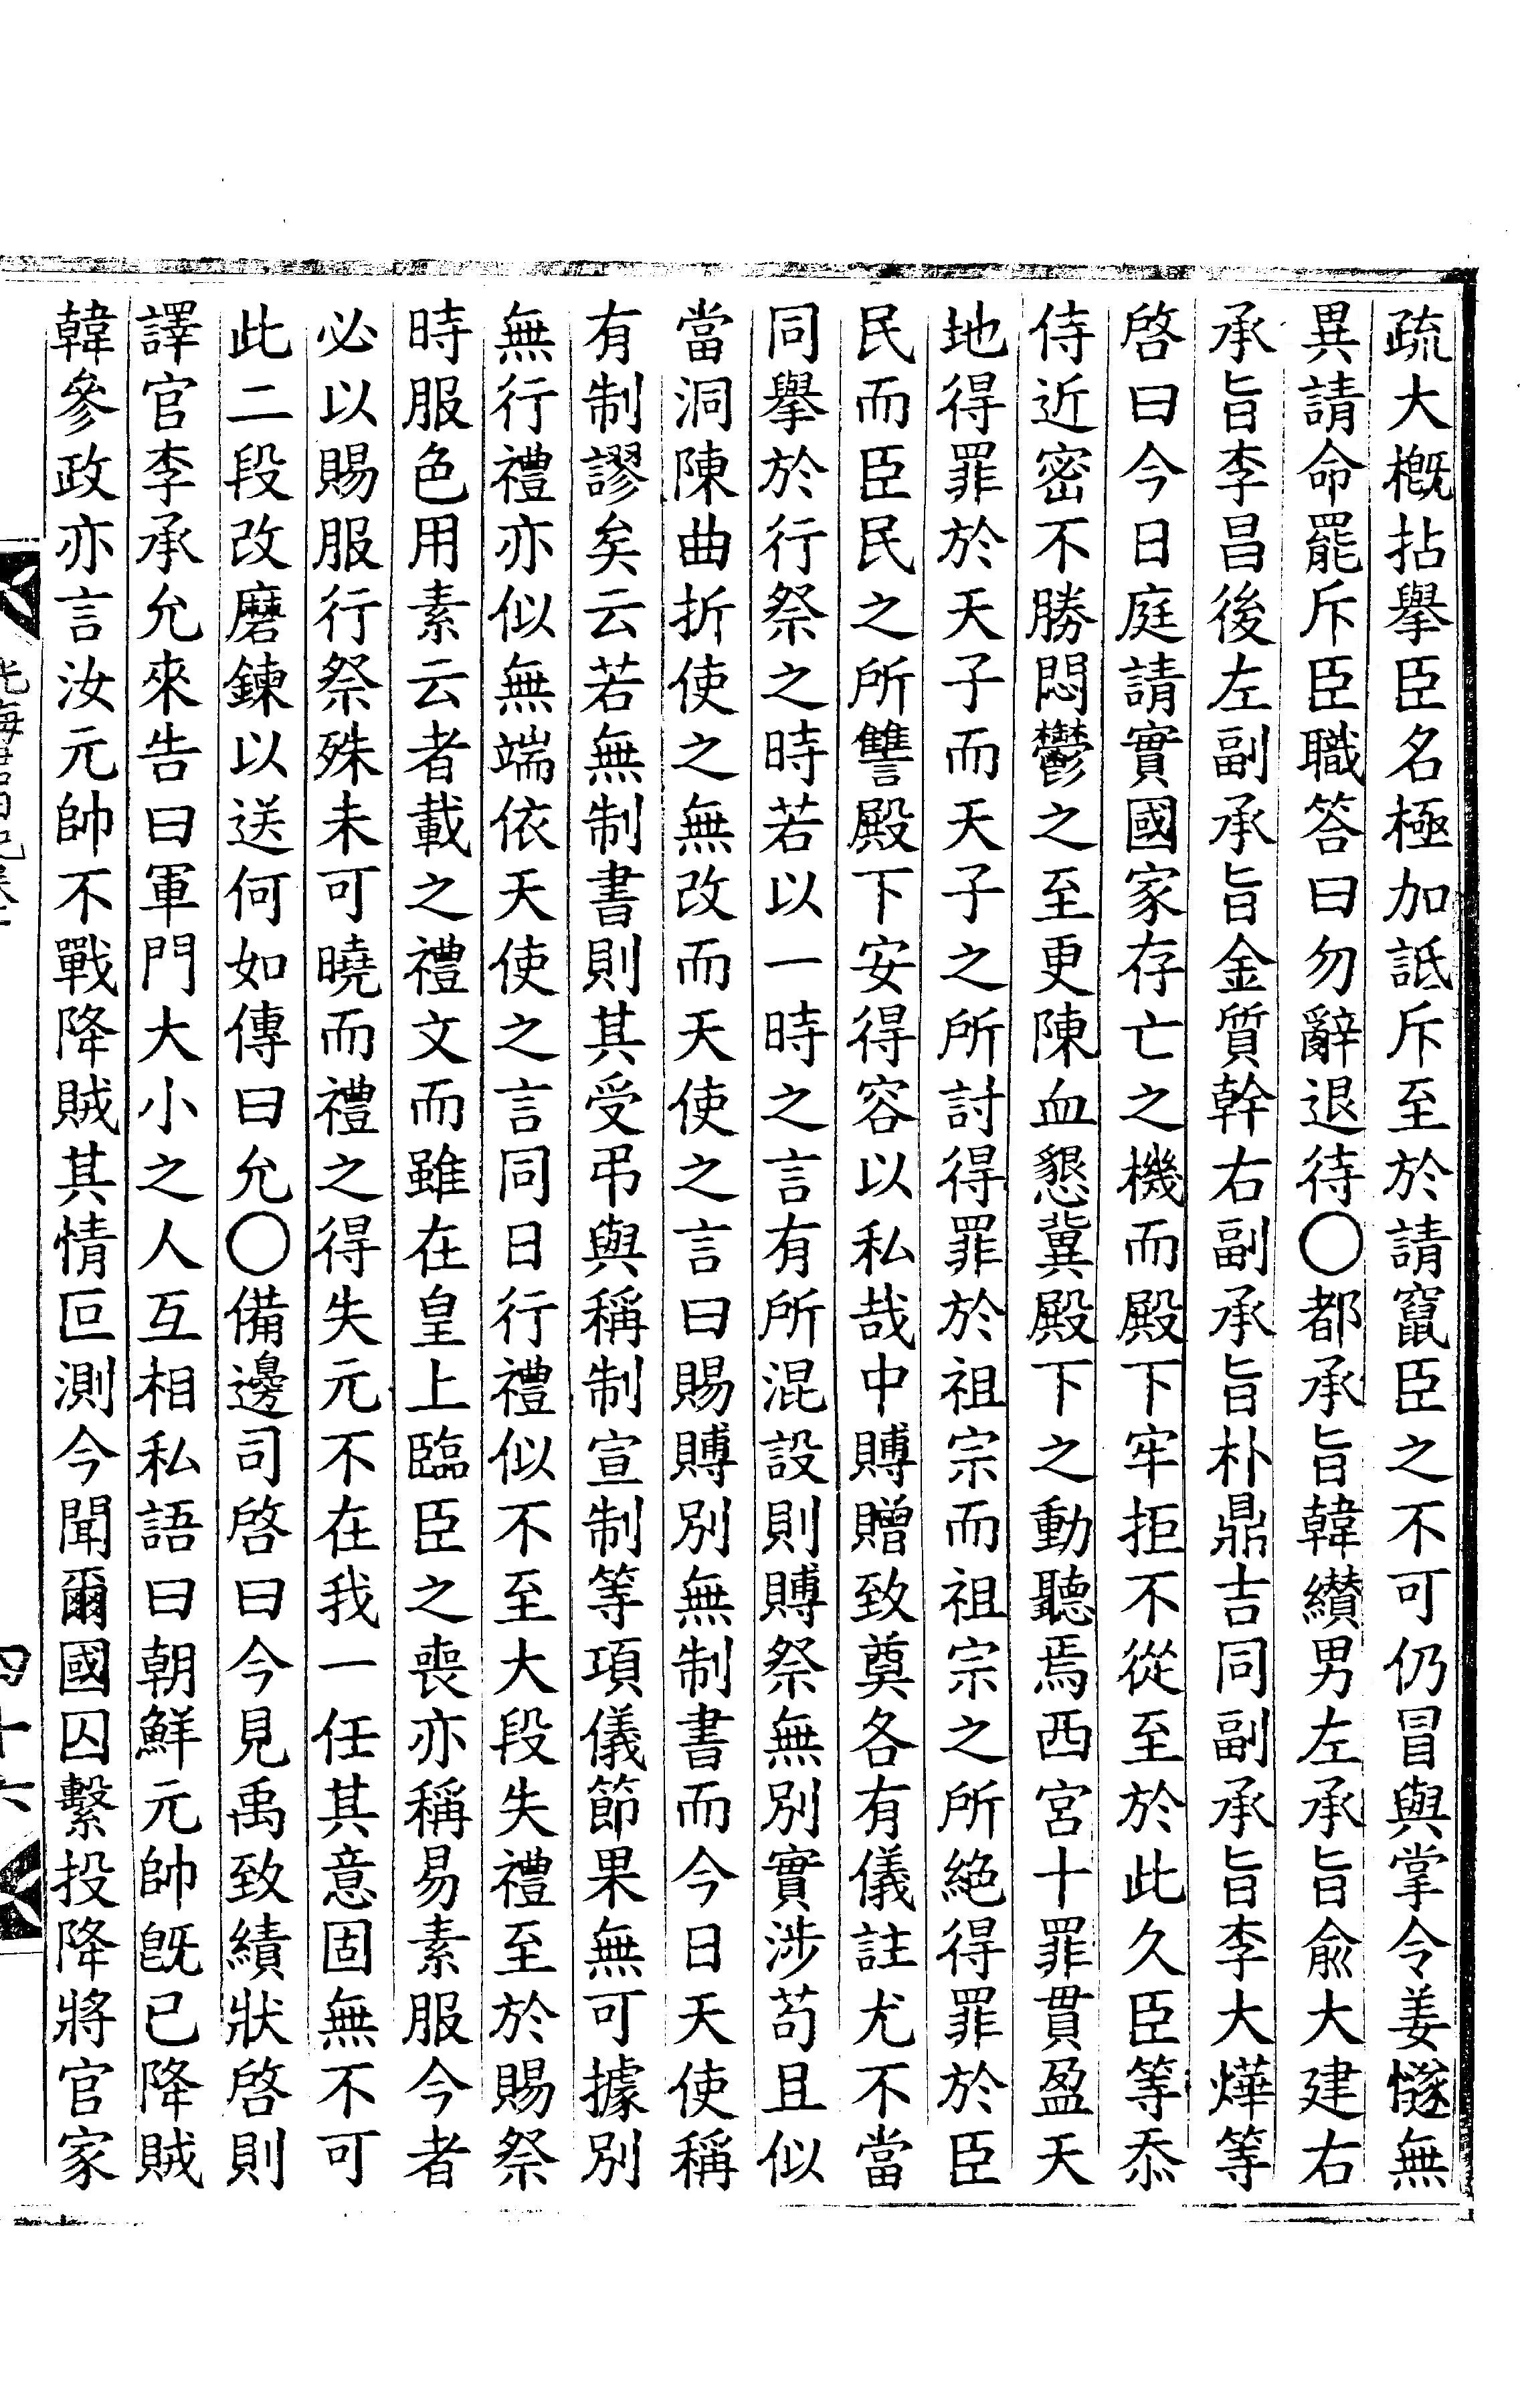 疏大槪拈擧臣名極加詆斥至於請竄臣之不可仍冒與掌令姜𢢝無
異請命罷斥臣職答曰勿辭退待○都承旨韓纘男左承旨兪大建右
承旨李昌後左副承旨金質幹右副承旨朴鼎吉同副承旨李大燁等
啓曰今日庭請實國家存亡之機而殿下牢拒不從至於此久臣等忝
侍近密不勝悶鬱之至更陳血懇冀殿下之動聽焉西宮十罪貫盈天
地得罪於天子而天子之所討得罪於祖宗而祖宗之所絕得罪於臣
民而臣民之所讐殿下安得容以私哉中賻贈致奠各有儀註尤不當
同擧於行祭之時若以一時之言有所混設則賻祭無別實涉苟且似
當洞陳曲折使之無改而天使之言曰賜賻別無制書而今日天使稱
有制謬矣云若無制書則其受弔與稱制宣制等項儀節果無可據別
無行禮亦似無端依天使之言同日行禮似不至大段失禮至於賜祭
時服色用素云者載之禮文而雖在皇上臨臣之喪亦稱易素服今者
必以賜服行祭殊未可曉而禮之得失元不在我一任其意固無不可
此二段改磨鍊以送何如傳曰允○備邊司啓曰今見禹致績狀啓則
譯官李承允來告曰軍門大小之人互相私語曰朝鮮元帥旣已降賊
韓參政亦言汝元帥不戰降賊其情叵測今聞爾國囚繫投降將官家